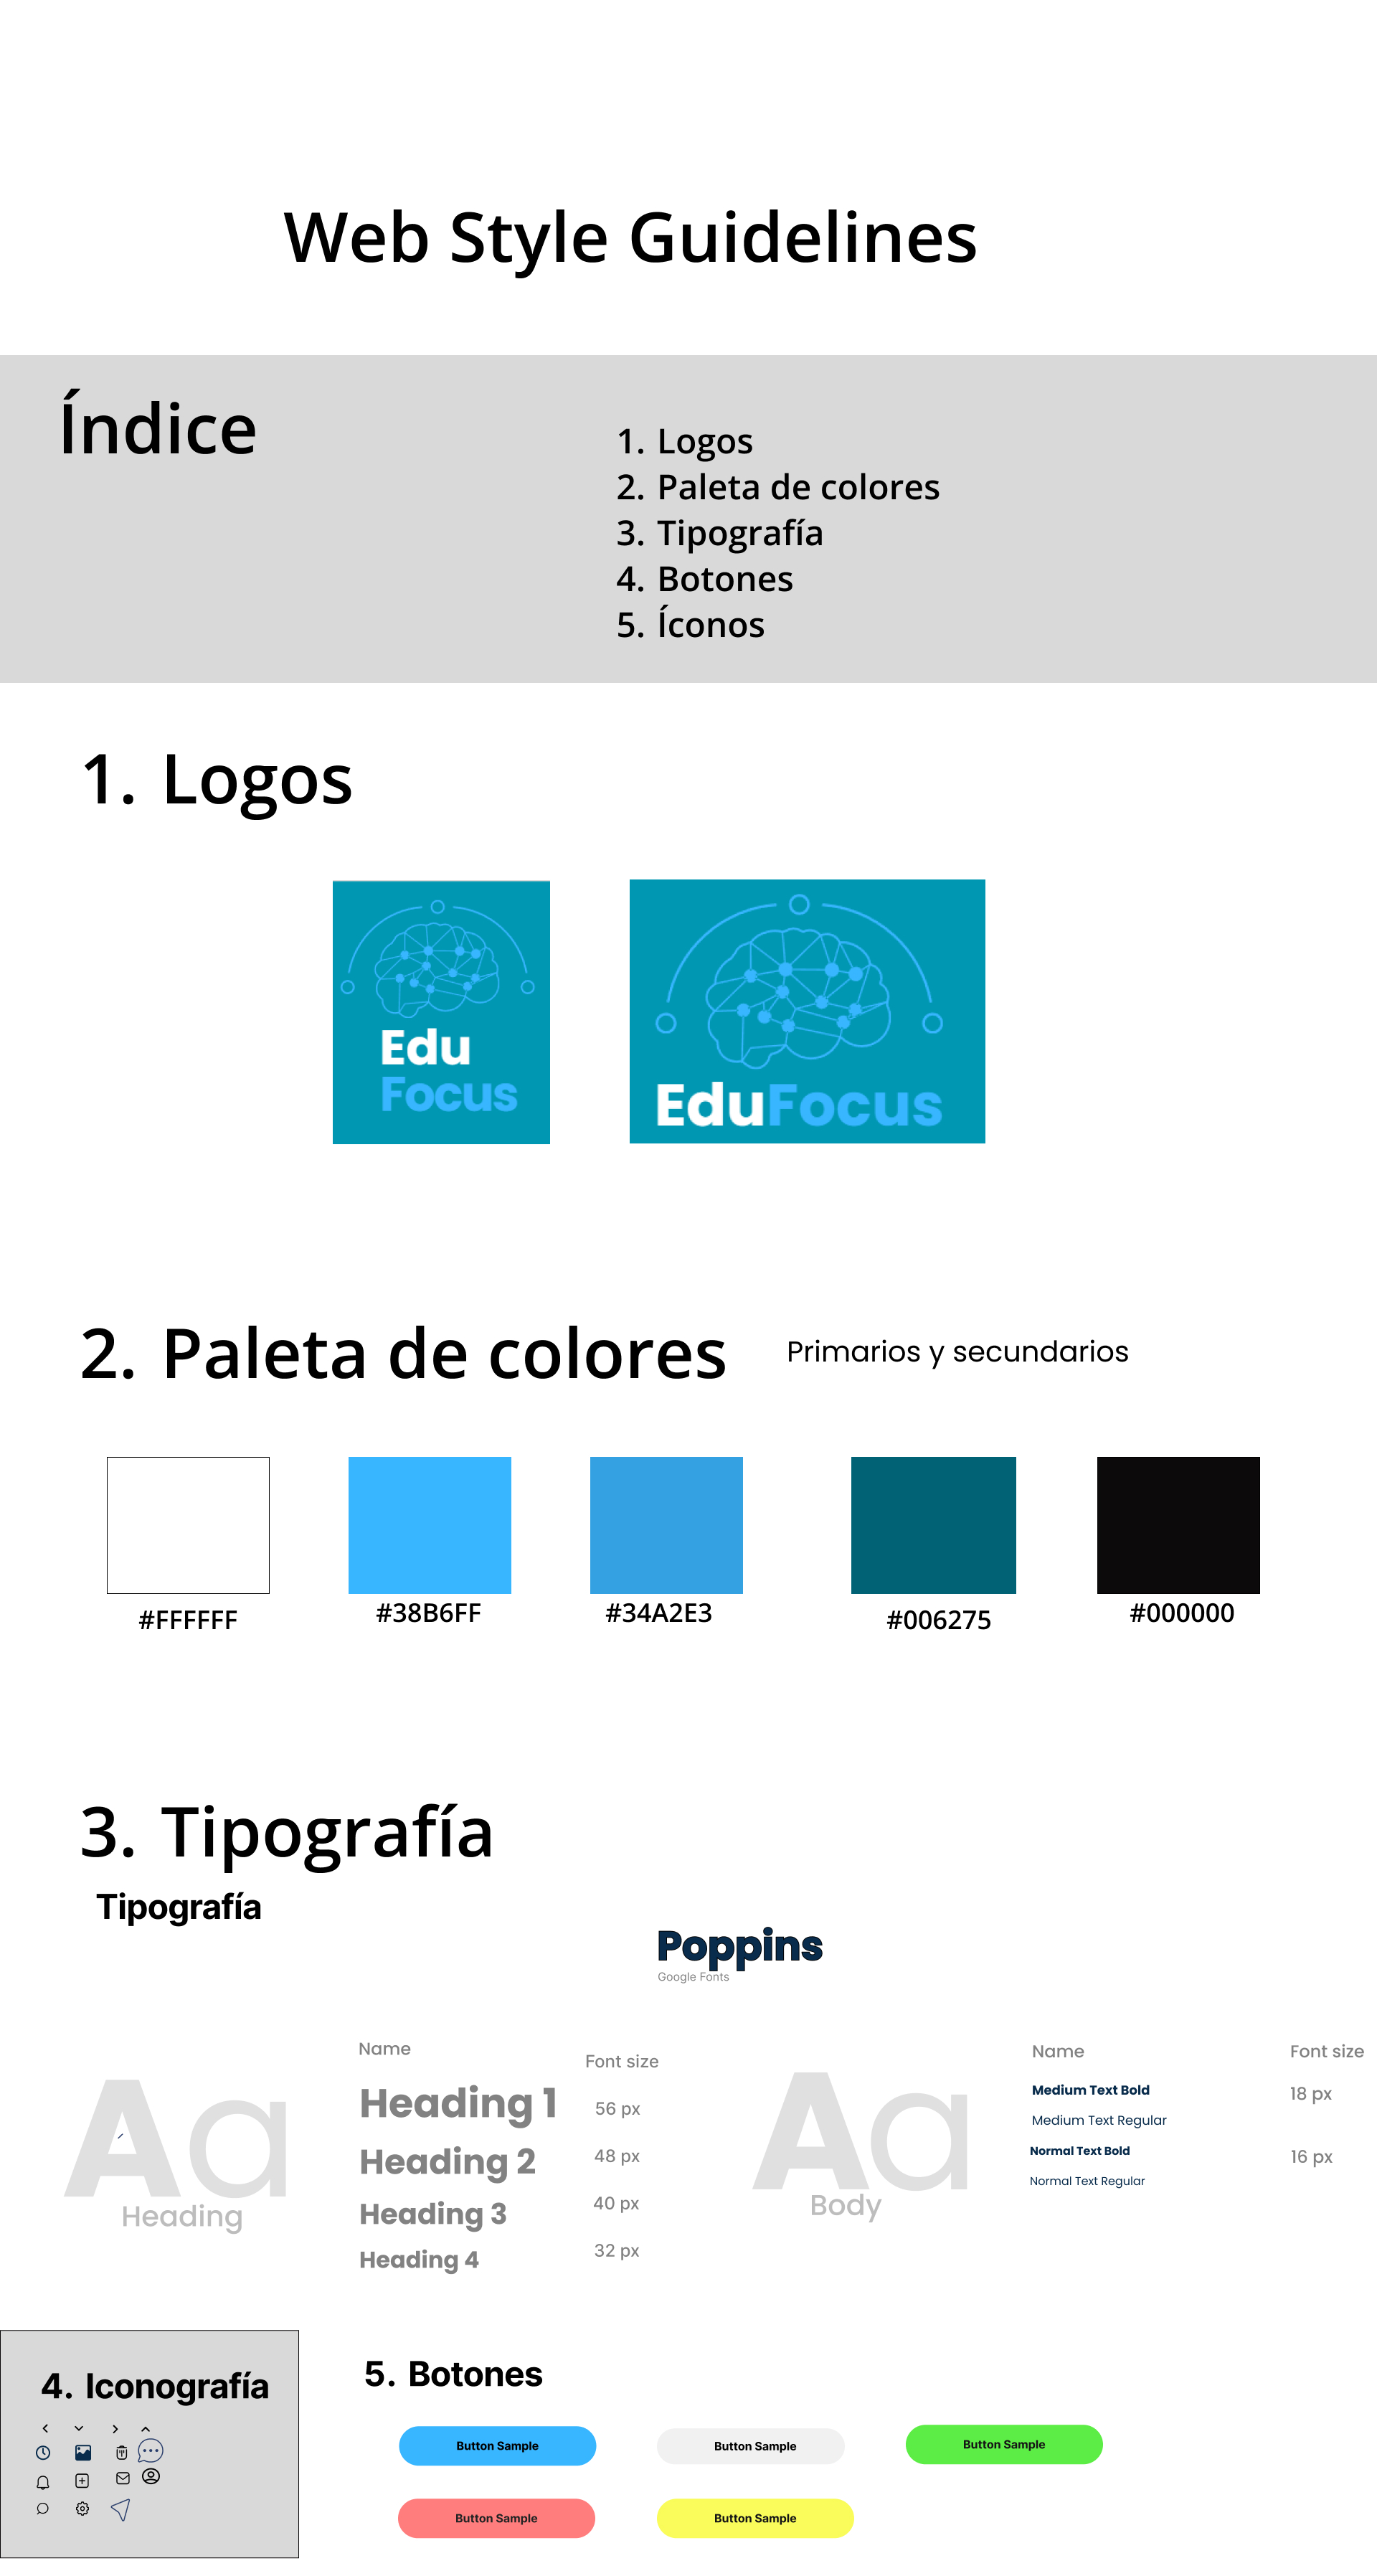 Web Style Guidelines
Índice
1. Logos
2. Paleta de colores
3. Tipografía
4. Botones
5. Íconos
1. Logos
Edu
Focus
EduFocus
2. Paleta de colores
Primarios y secundarios
#FFFFFF
#38B6FF
#34A2E3
#006275
#000000
3. Tipografía
Tipografía
Poppins
Google Fonts
Aa
Heading
Name
Font size
Heading 1
56 px
Heading 2
48 px
Heading 3
40 px
Heading 4
32 px
Aa
Body
Name
Font size
Medium Text Bold
18 px
Medium Text Regular
Normal Text Bold
16 px
Normal Text Regular
4. Iconografía
5. Botones
Button Sample
Button Sample
Button Sample
Button Sample
Button Sample